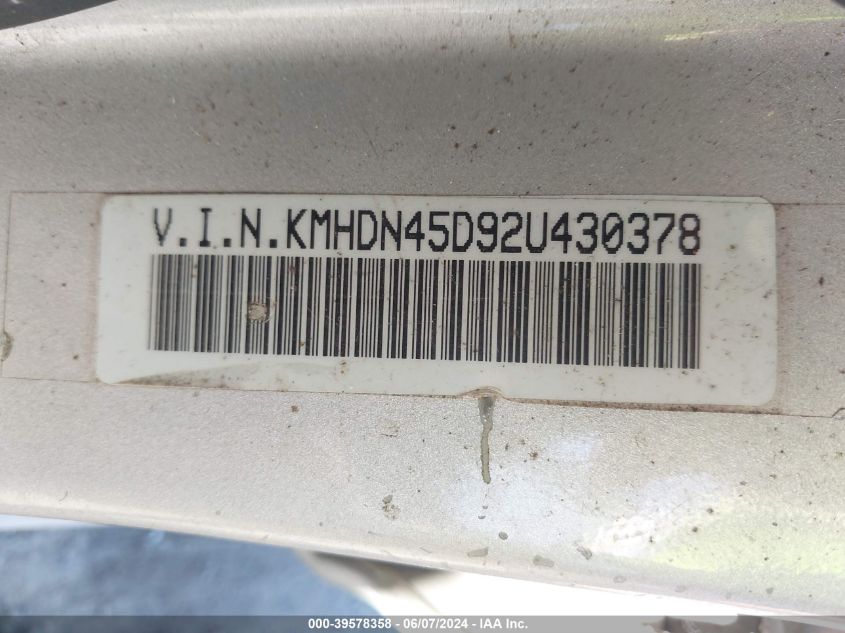 V.I.N.KMHDN45D92U430378
000-39578358 - 06/07/2024 - IAA Inc.